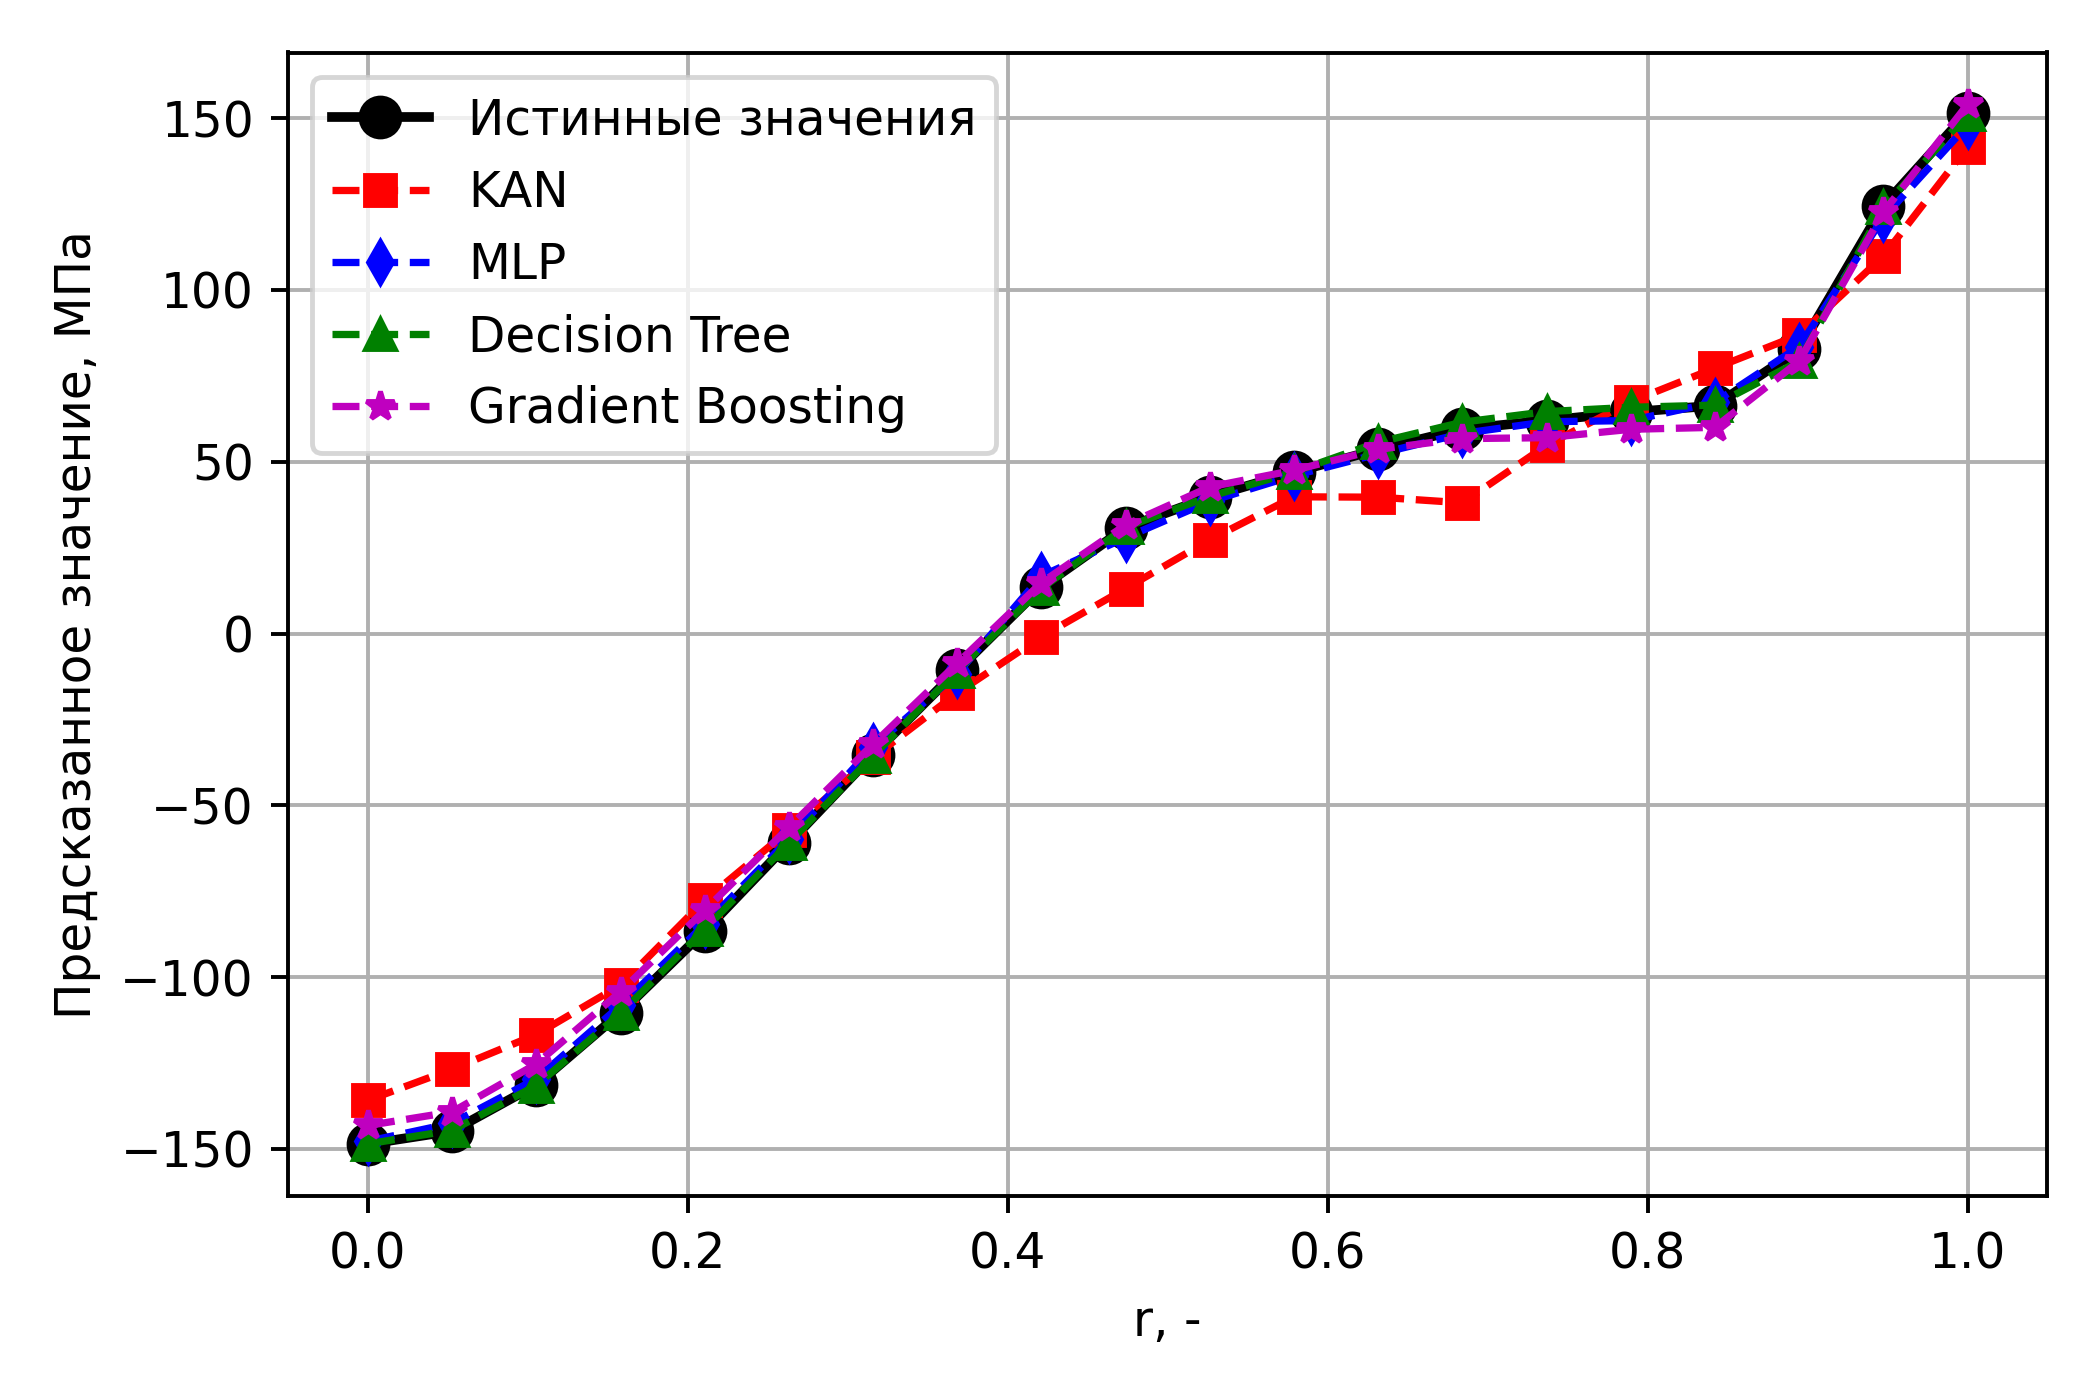 Истинные значения
KAN
MLP
Decision Tree
Gradient Boosting
Предсказанное значение, МПа
150
100
50
0
−50
−100
−150
0.0 0.2 0.4 0.6 0.8 1.0
r, -